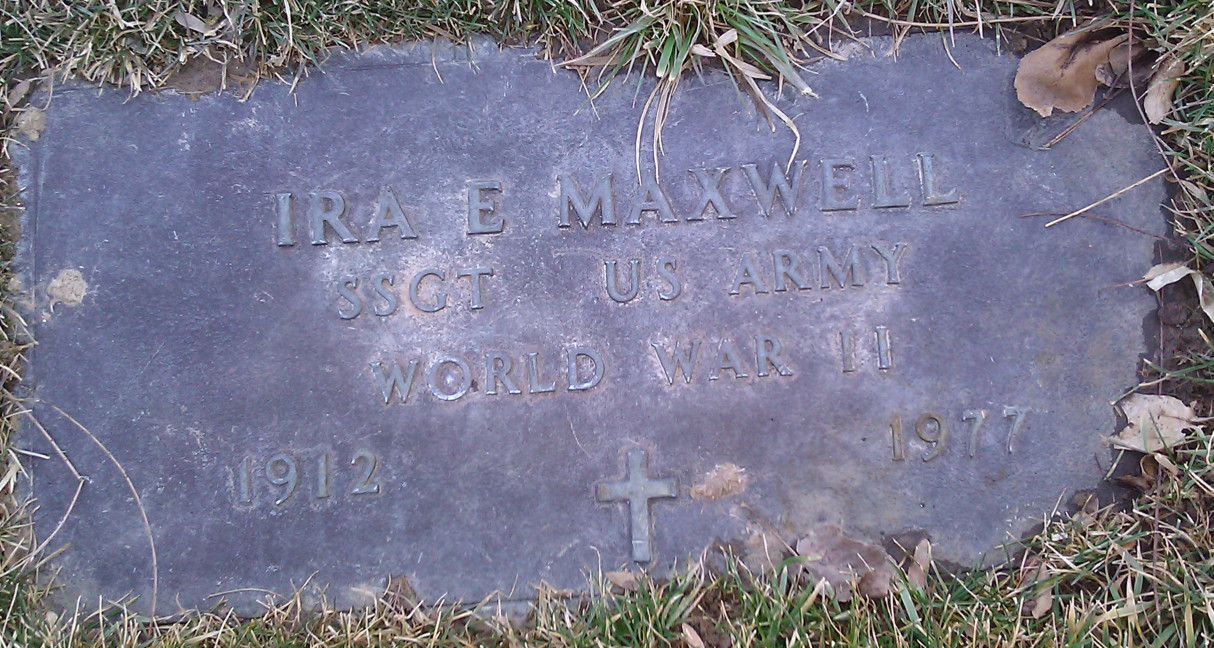 IRA E MAXWELL
SSGT US ARMY
WORLD WAR II
1912 1977